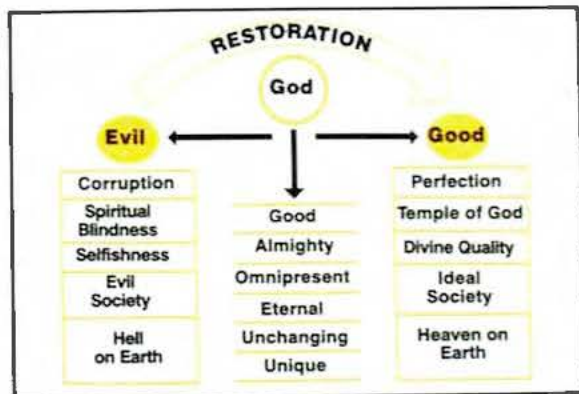 RESTORATION
God
Evil
Good
Corruption
Spiritual
Blindness
Selfishness
Evil
Society
Hell
on Earth
Good
Almighty
Omnipresent
Eternal
Unchanging
Unique
Perfection
Temple of God
Divine Quality
Ideal
Society
Heaven on
Earth